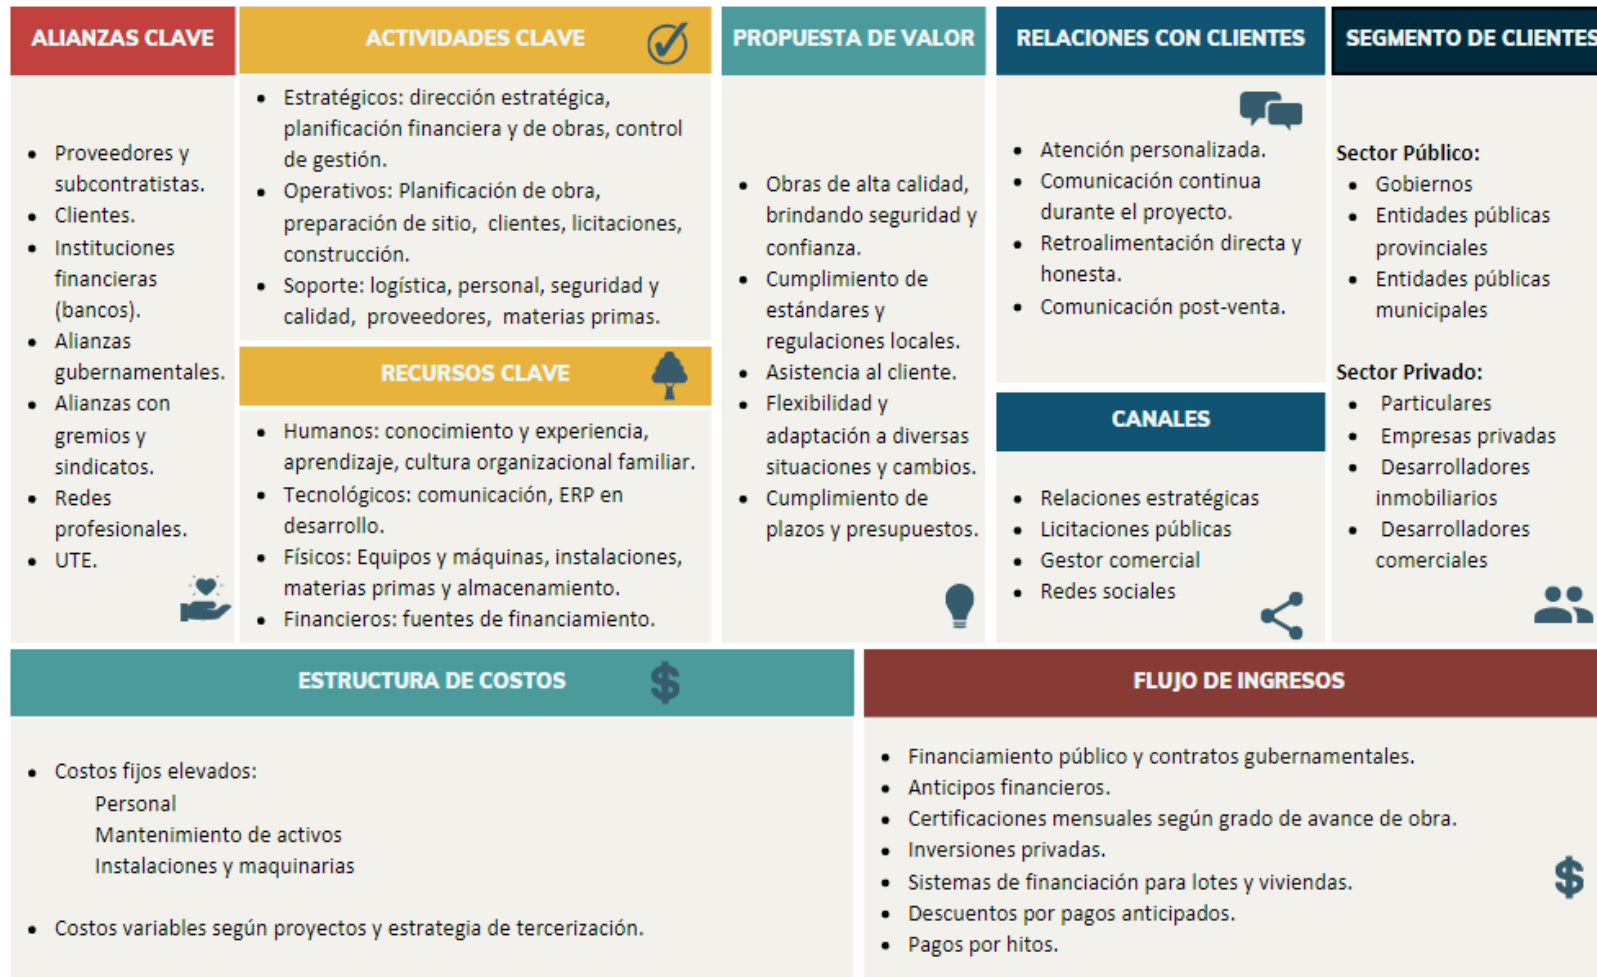 ALIANZAS CLAVE
Proveedores y
subcontratistas.
Clientes.
Instituciones
financieras
(bancos).
Alianzas
gubernamentales.
Alianzas con
gremios y
sindicatos.
Redes
profesionales.
UTE.
ACTIVIDADES CLAVE
Estratégicos: dirección estratégica,
planificación financiera y de obras, control
de gestión.
Operativos: Planificación de obra,
preparación de sitio, clientes, licitaciones,
construcción.
Soporte: logística, personal, seguridad y
calidad, proveedores, materias primas.
RECURSOS CLAVE
Humanos: conocimiento y experiencia,
aprendizaje, cultura organizacional familiar.
Tecnológicos: comunicación, ERP en
desarrollo.
Físicos: Equipos y máquinas, instalaciones,
materias primas y almacenamiento.
Financieros: fuentes de financiamiento.
PROPUESTA DE VALOR
Obras de alta calidad,
brindando seguridad y
confianza.
Cumplimiento de
estándares y
regulaciones locales.
Asistencia al cliente.
Flexibilidad y
adaptación a diversas
situaciones y cambios.
Cumplimiento de
plazos y presupuestos.
RELACIONES CON CLIENTES
Atención personalizada.
Comunicación continua
durante el proyecto.
Retroalimentación directa y
honesta.
Comunicación post-venta.
CANALES
Relaciones estratégicas
Licitaciones públicas
Gestor comercial
Redes sociales
SEGMENTO DE CLIENTES
Sector Público:
Gobiernos
Entidades públicas
provinciales
Entidades públicas
municipales
Sector Privado:
Particulares
Empresas privadas
Desarrolladores
inmobiliarios
Desarrolladores
comerciales
ESTRUCTURA DE COSTOS
$
Costos fijos elevados:
Personal
Mantenimiento de activos
Instalaciones y maquinarias
Costos variables según proyectos y estrategia de tercerización.
FLUJO DE INGRESOS
Financiamiento público y contratos gubernamentales.
Anticipos financieros.
Certificaciones mensuales según grado de avance de obra.
Inversiones privadas.
Sistemas de financiación para lotes y viviendas.
Descuentos por pagos anticipados.
Pagos por hitos.
$